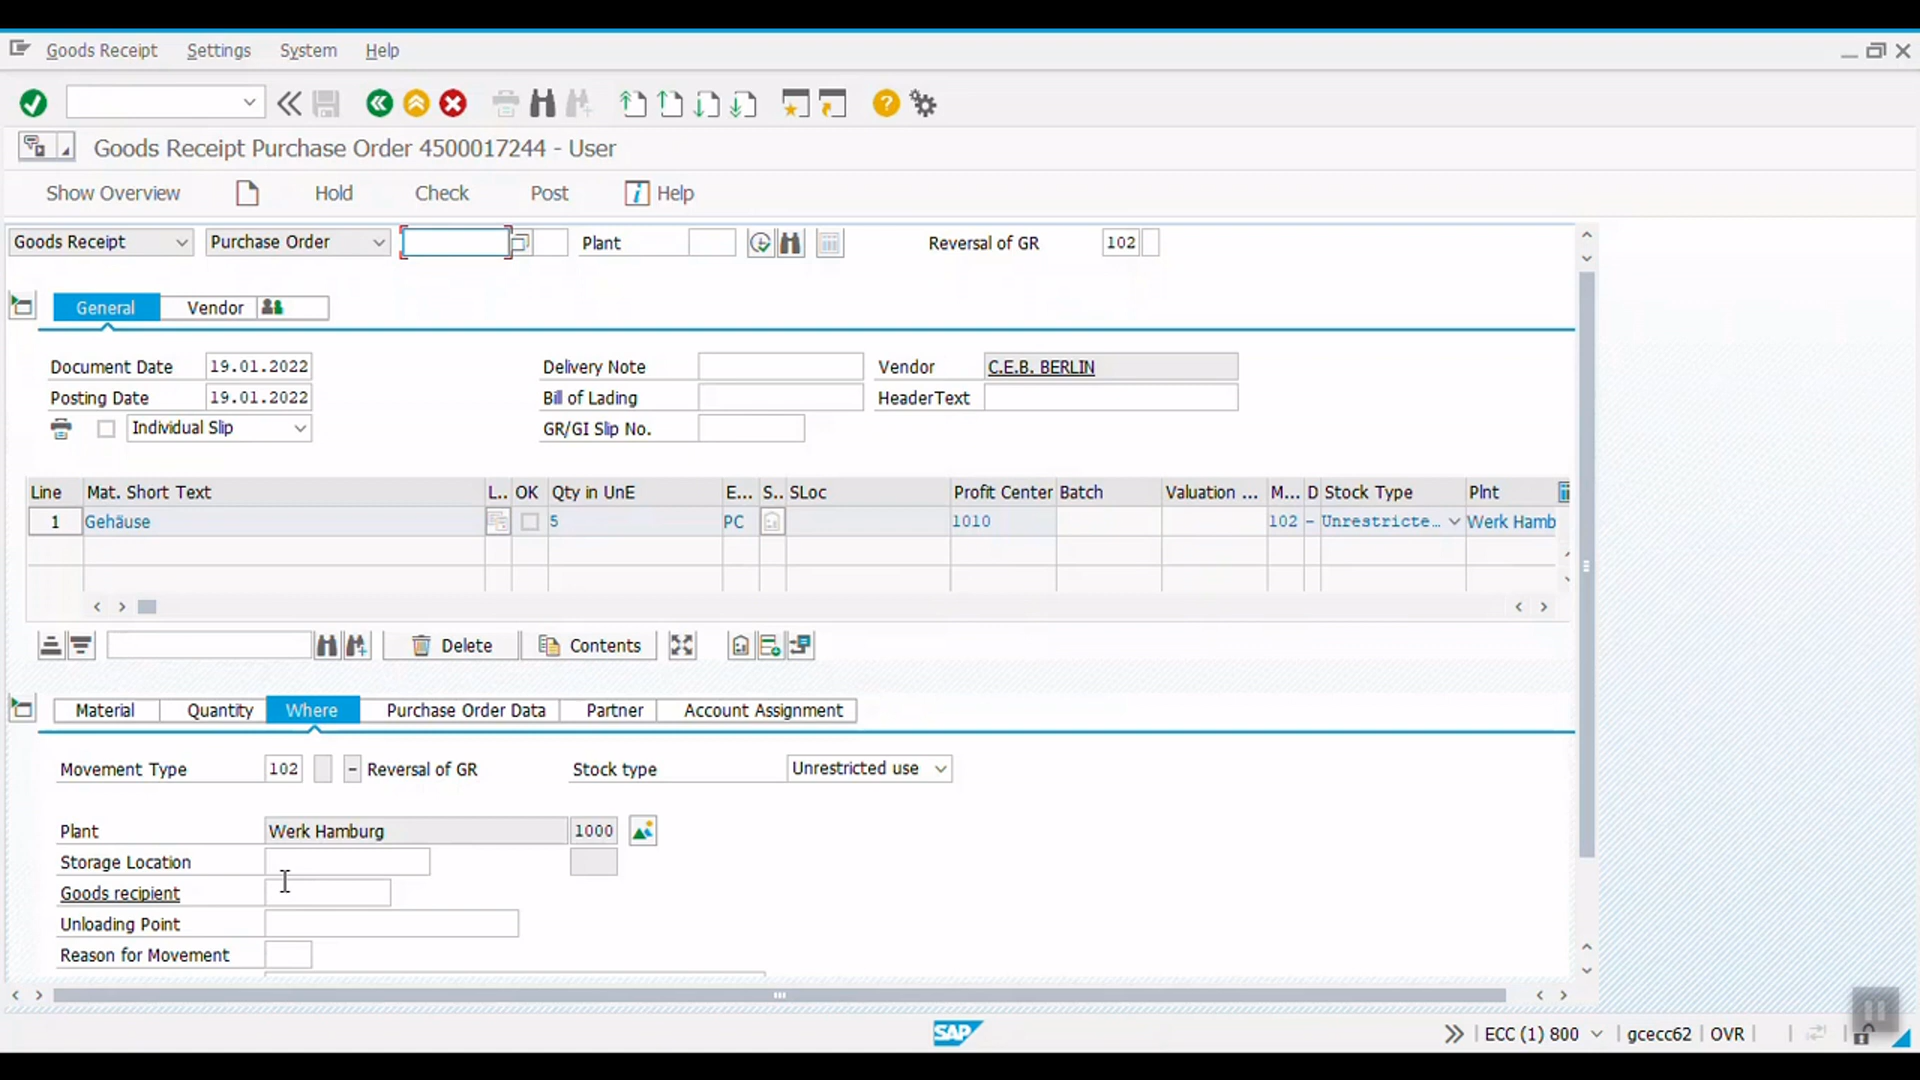 Goods Receipt Settings System Help
Goods Receipt Purchase Order 4500017244 - User
Show Overview Hold Check Post i Help
Goods Receipt Purchase Order Plant Reversal of GR 102
General Vendor
Document Date 19.01.2022 Delivery Note Vendor C.E.B. BERLIN
Posting Date 19.01.2022 Bill of Lading HeaderText
Individual Slip GR/GI Slip No.
Line Mat. Short Text L.. OK Qty in UnE E... S.. SLoc Profit Center Batch Valuation ... M... D Stock Type Plnt
1 Gehäuse 5 PC 1010 102 - Unrestricte... Werk Hamb
Delete Contents
Material Quantity Where Purchase Order Data Partner Account Assignment
Movement Type 102 - Reversal of GR Stock type Unrestricted use
Plant Werk Hamburg 1000
Storage Location
Goods recipient
Unloading Point
Reason for Movement
SAP ECC (1) 800 gcecc62 OVR